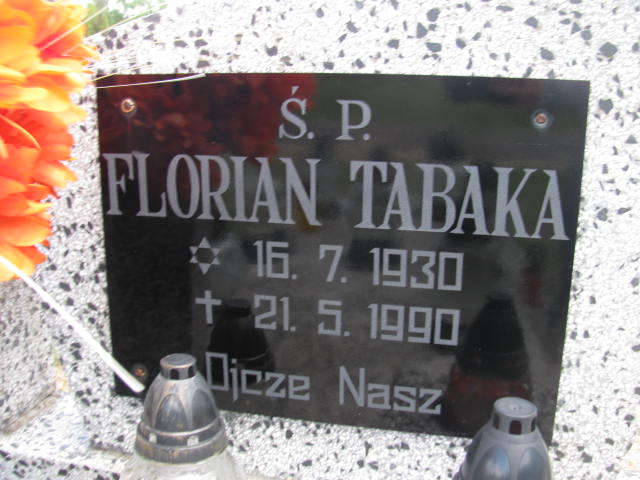 Ś. P.
FLORIAN TABAKA
✡ 16. 7. 1930
✝ 21. 5. 1990
Ojcze Nasz